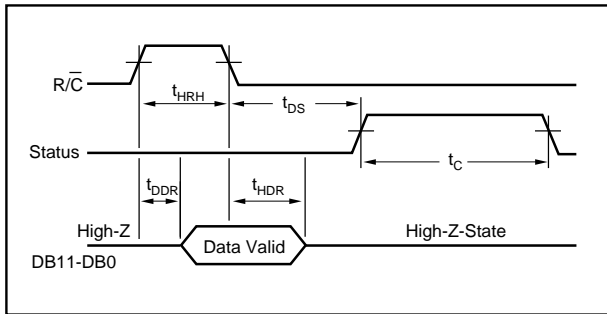 R/C̅
tHRH
tDS
Status
tC
tDDR
tHDR
High-Z
Data Valid
High-Z-State
DB11-DB0